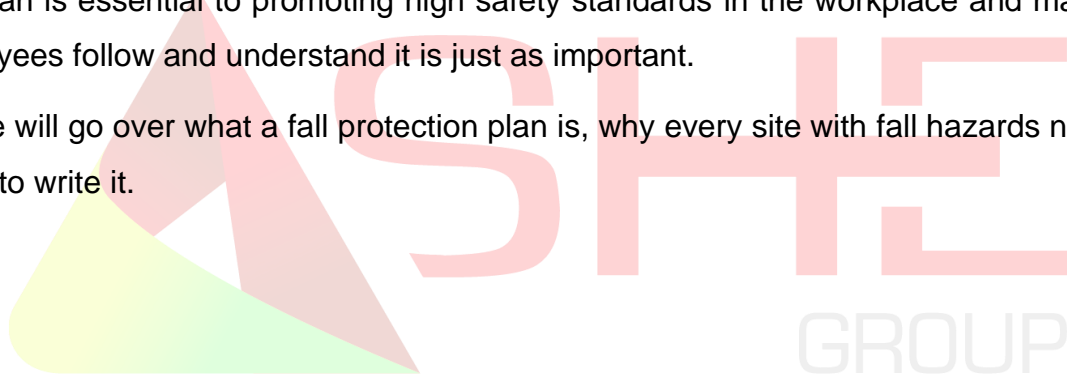 an is essential to promoting high safety standards in the workplace and ma
yees follow and understand it is just as important.
e will go over what a fall protection plan is, why every site with fall hazards n
to write it.
SHE
GROUP